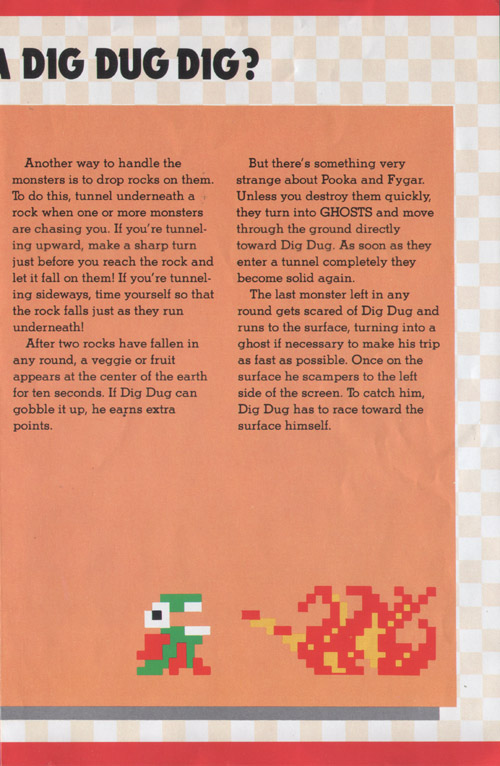 A DIG DUG DIG?
Another way to handle the
monsters is to drop rocks on them.
To do this, tunnel underneath a
rock when one or more monsters
are chasing you. If you're tunnel-
ing upward, make a sharp turn
just before you reach the rock and
let it fall on them! If you're tunnel-
ing sideways, time yourself so that
the rock falls just as they run
underneath!
After two rocks have fallen in
any round, a veggie or fruit
appears at the center of the earth
for ten seconds. If Dig Dug can
gobble it up, he earns extra
points.
But there's something very
strange about Pooka and Fygar.
Unless you destroy them quickly,
they turn into GHOSTS and move
through the ground directly
toward Dig Dug. As soon as they
enter a tunnel completely they
become solid again.
The last monster left in any
round gets scared of Dig Dug and
runs to the surface, turning into a
ghost if necessary to make his trip
as fast as possible. Once on the
surface he scampers to the left
side of the screen. To catch him,
Dig Dug has to race toward the
surface himself.